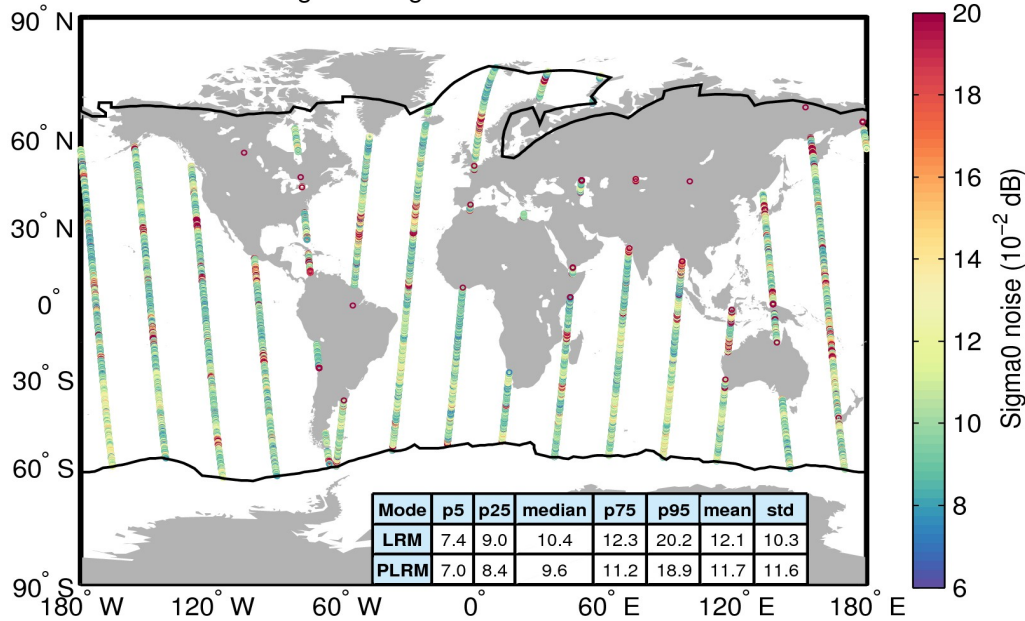 90° N
60° N
30° N
0°
30° S
60° S
90° S
180° W 120° W 60° W 0° 60° E 120° E 180° E
Mode p5 p25 median p75 p95 mean std
LRM 7.4 9.0 10.4 12.3 20.2 12.1 10.3
PLRM 7.0 8.4 9.6 11.2 18.9 11.7 11.6
20
18
16
14
12
10
8
6
Sigma0 noise (10⁻² dB)